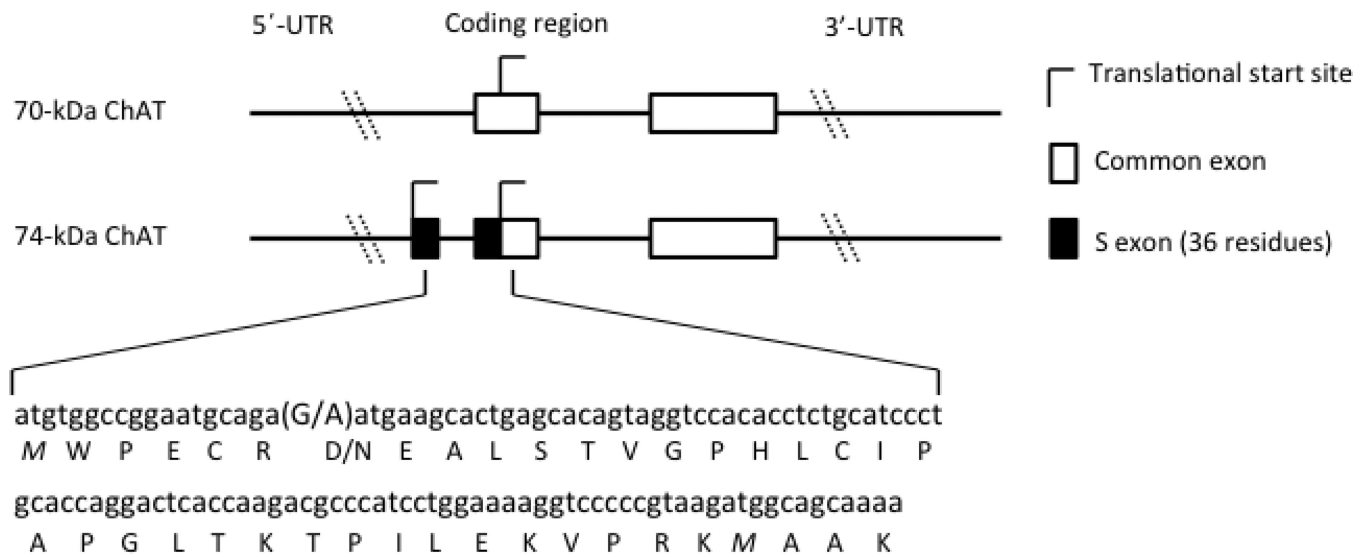 5´-UTR Coding region 3’-UTR
Translational start site
70-kDa ChAT
Common exon
74-kDa ChAT
S exon (36 residues)
atgtggccggaatgcaga(G/A)atgaagcactgagcacagtaggtccacacctctgcatccct
M W P E C R D/N E A L S T V G P H L C I P
gcaccaggactcaccaagacgcccatcctggaaaaggtcccccgtaagatggcagcaaaa
A P G L T K T P I L E K V P R K M A A K